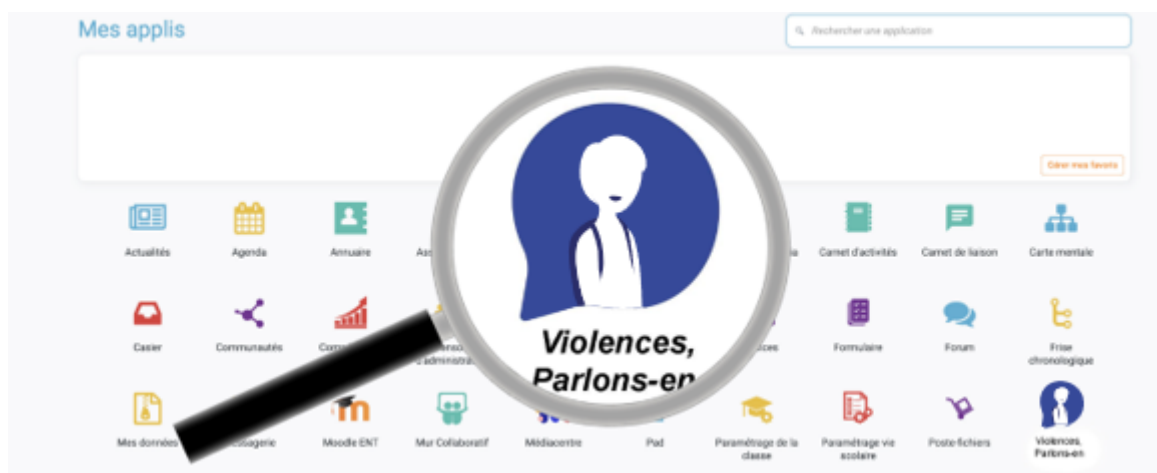 Mes applis
Rechercher une application
Gérer mes favoris
Actualités
Agenda
Annuaire
Carnet d'activités
Carnet de liaison
Carte mentale
Violences,
Parlons-en
Casier
Communautés
Formulaire
Forum
Frise
chronologique
Mes données
Moodle ENT
Mur Collaboratif
Médiacentre
Pad
Paramétrage de la
classe
Paramétrage vie
scolaire
Poste-fichiers
Violences,
Parlons-en